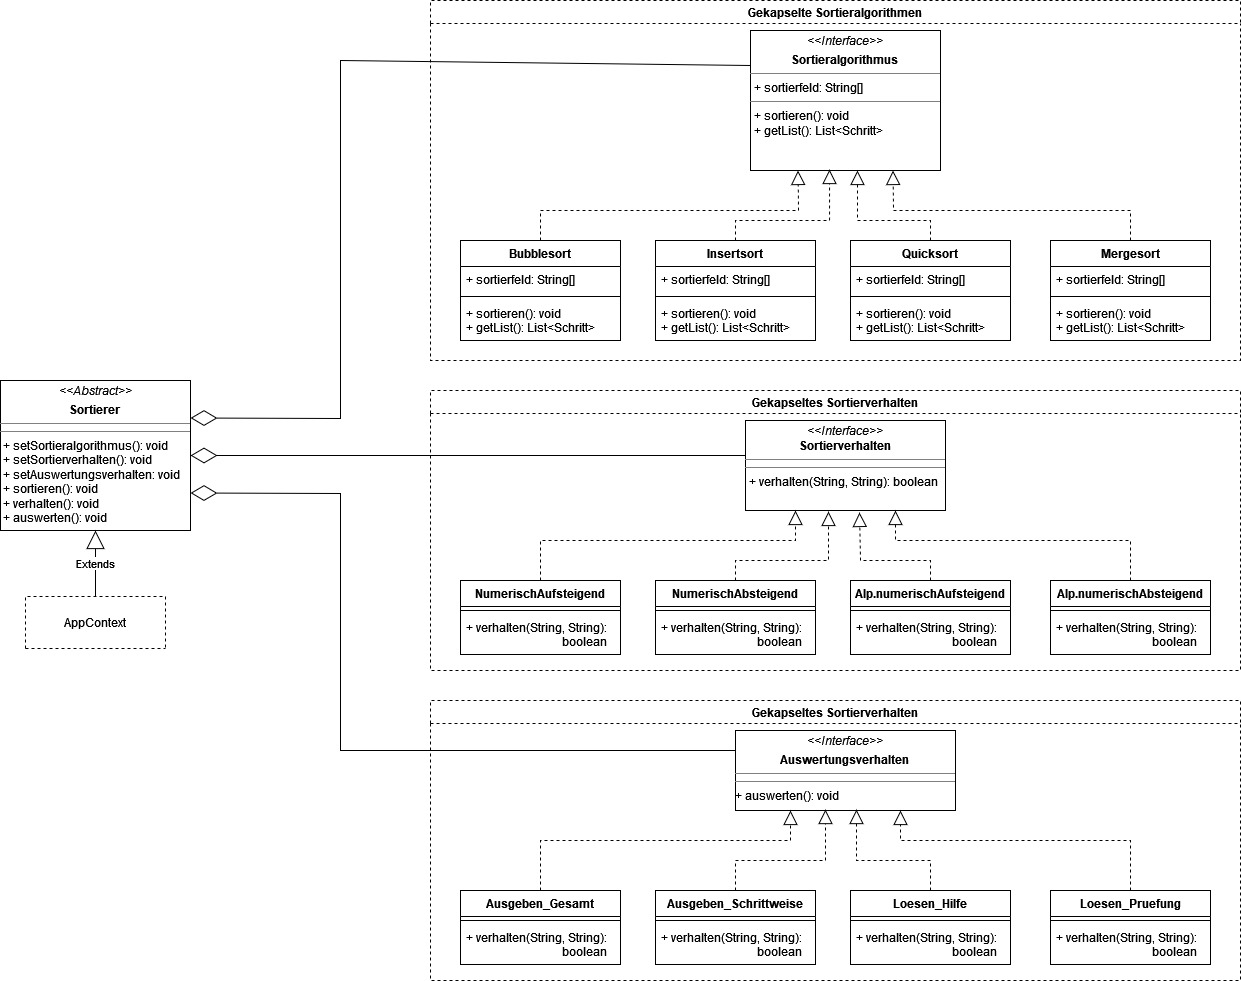 Gekapselte Sortieralgorithmen
<<Interface>>
Sortieralgorithmus
+ sortierfeld: String[]
+ sortieren(): void
+ getList(): List<Schritt>
Bubblesort
+ sortierfeld: String[]
+ sortieren(): void
+ getList(): List<Schritt>
Insertsort
+ sortierfeld: String[]
+ sortieren(): void
+ getList(): List<Schritt>
Quicksort
+ sortierfeld: String[]
+ sortieren(): void
+ getList(): List<Schritt>
Mergesort
+ sortierfeld: String[]
+ sortieren(): void
+ getList(): List<Schritt>
<<Abstract>>
Sortierer
+ setSortieralgorithmus(): void
+ setSortierverhalten(): void
+ setAuswertungsverhalten: void
+ sortieren(): void
+ verhalten(): void
+ auswerten(): void
Extends
AppContext
Gekapseltes Sortierverhalten
<<Interface>>
Sortierverhalten
+ verhalten(String, String): boolean
NumerischAufsteigend
+ verhalten(String, String):
boolean
NumerischAbsteigend
+ verhalten(String, String):
boolean
Alp.numerischAufsteigend
+ verhalten(String, String):
boolean
Alp.numerischAbsteigend
+ verhalten(String, String):
boolean
Gekapseltes Sortierverhalten
<<Interface>>
Auswertungsverhalten
+ auswerten(): void
Ausgeben_Gesamt
+ verhalten(String, String):
boolean
Ausgeben_Schrittweise
+ verhalten(String, String):
boolean
Loesen_Hilfe
+ verhalten(String, String):
boolean
Loesen_Pruefung
+ verhalten(String, String):
boolean